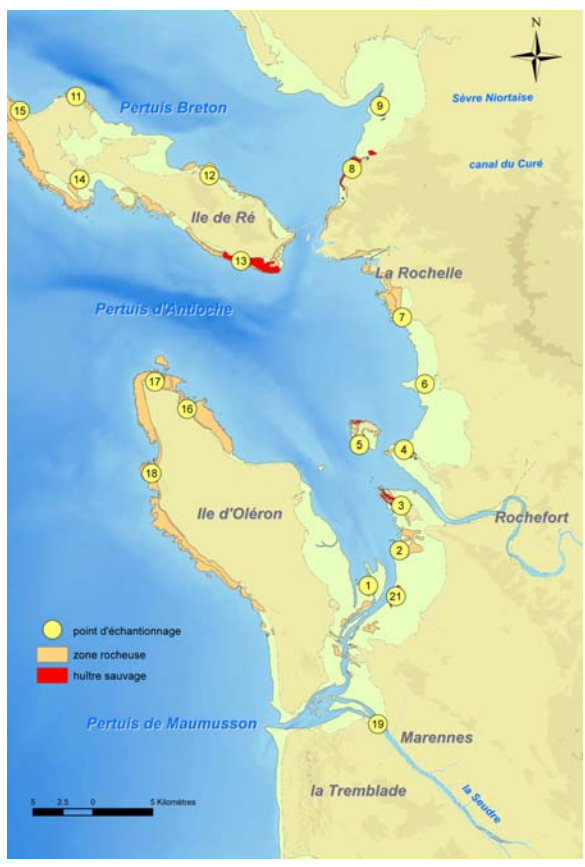 N
11
9
Sèvre Niortaise
15
Pertuis Breton
8
canal du Curé
12
14
Ile de Ré
13
La Rochelle
7
Pertuis d'Antioche
17
6
16
5
4
18
3
Ile d'Oléron
Rochefort
2
1
21
point d'échantionnage
zone rocheuse
huître sauvage
Pertuis de Maumusson
19
Marennes
la Tremblade
la Seudre
5 2.5 0 5 Kilomètres